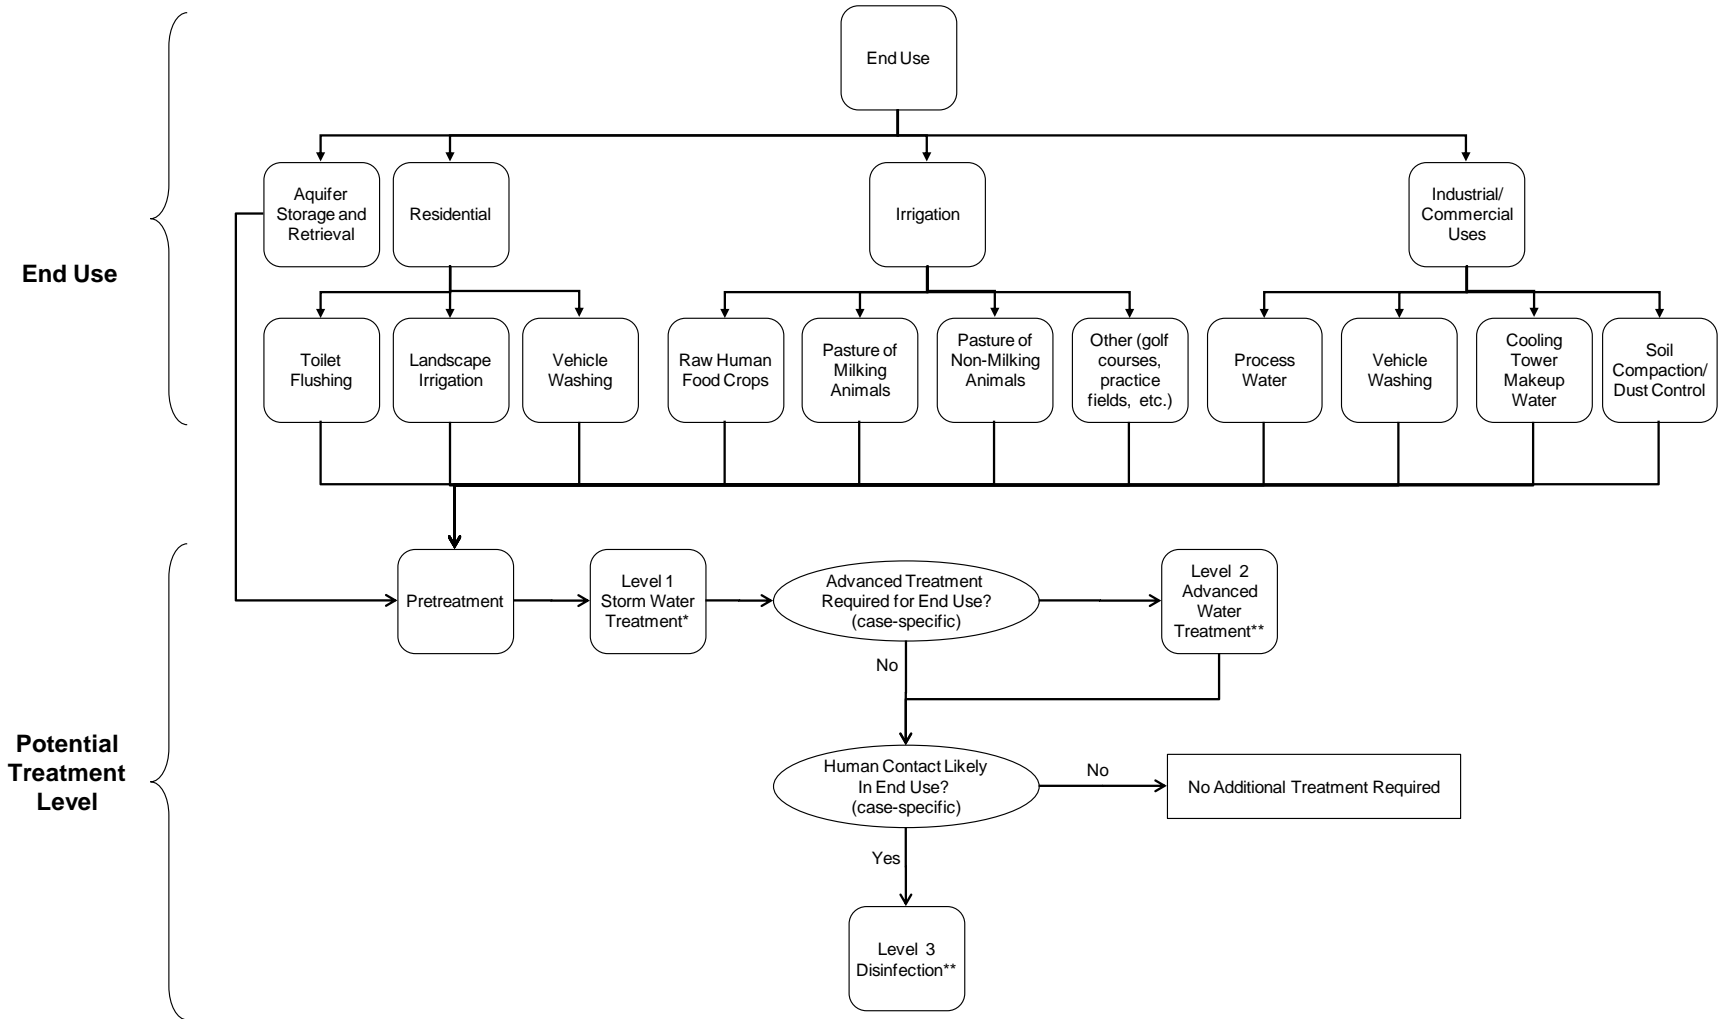 End Use
End Use
Aquifer
Storage and
Retrieval
Residential
Irrigation
Industrial/
Commercial
Uses
Toilet
Flushing
Landscape
Irrigation
Vehicle
Washing
Raw Human
Food Crops
Pasture of
Milking
Animals
Pasture of
Non-Milking
Animals
Other (golf
courses,
practice
fields, etc.)
Process
Water
Vehicle
Washing
Cooling
Tower
Makeup
Water
Soil
Compaction/
Dust Control
Potential
Treatment
Level
Pretreatment
Level 1
Storm Water
Treatment*
Advanced Treatment
Required for End Use?
(case-specific)
Level 2
Advanced
Water
Treatment**
No
Human Contact Likely
In End Use?
(case-specific)
No
No Additional Treatment Required
Yes
Level 3
Disinfection**